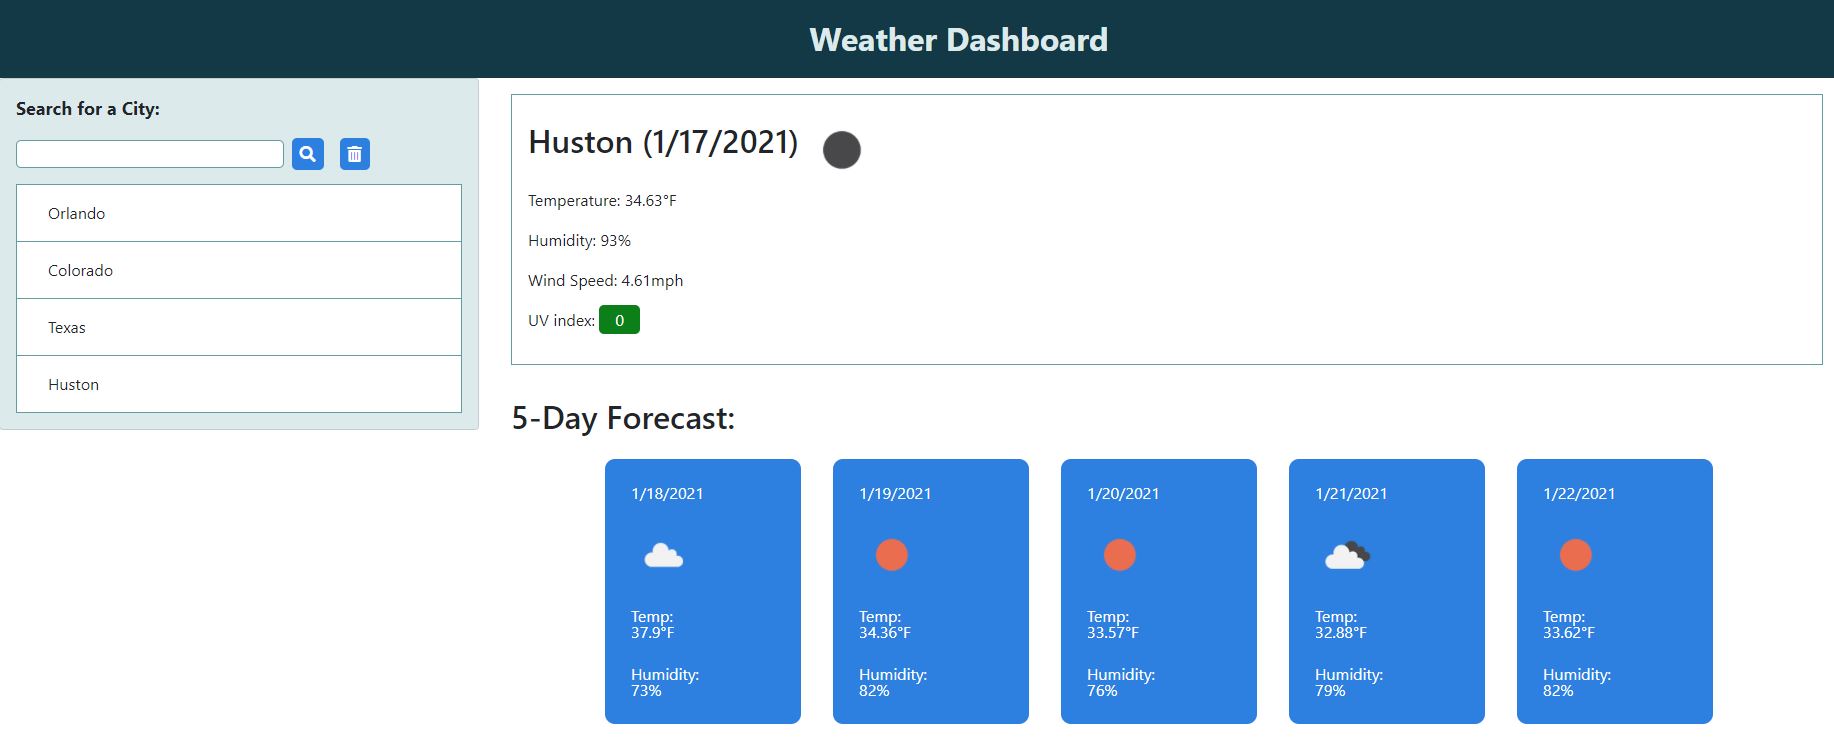 Weather Dashboard
Search for a City:
Orlando
Colorado
Texas
Huston
Huston (1/17/2021)
Temperature: 34.63°F
Humidity: 93%
Wind Speed: 4.61mph
UV index: 0
5-Day Forecast:
1/18/2021
Temp:
37.9°F
Humidity:
73%
1/19/2021
Temp:
34.36°F
Humidity:
82%
1/20/2021
Temp:
33.57°F
Humidity:
76%
1/21/2021
Temp:
32.88°F
Humidity:
79%
1/22/2021
Temp:
33.62°F
Humidity:
82%